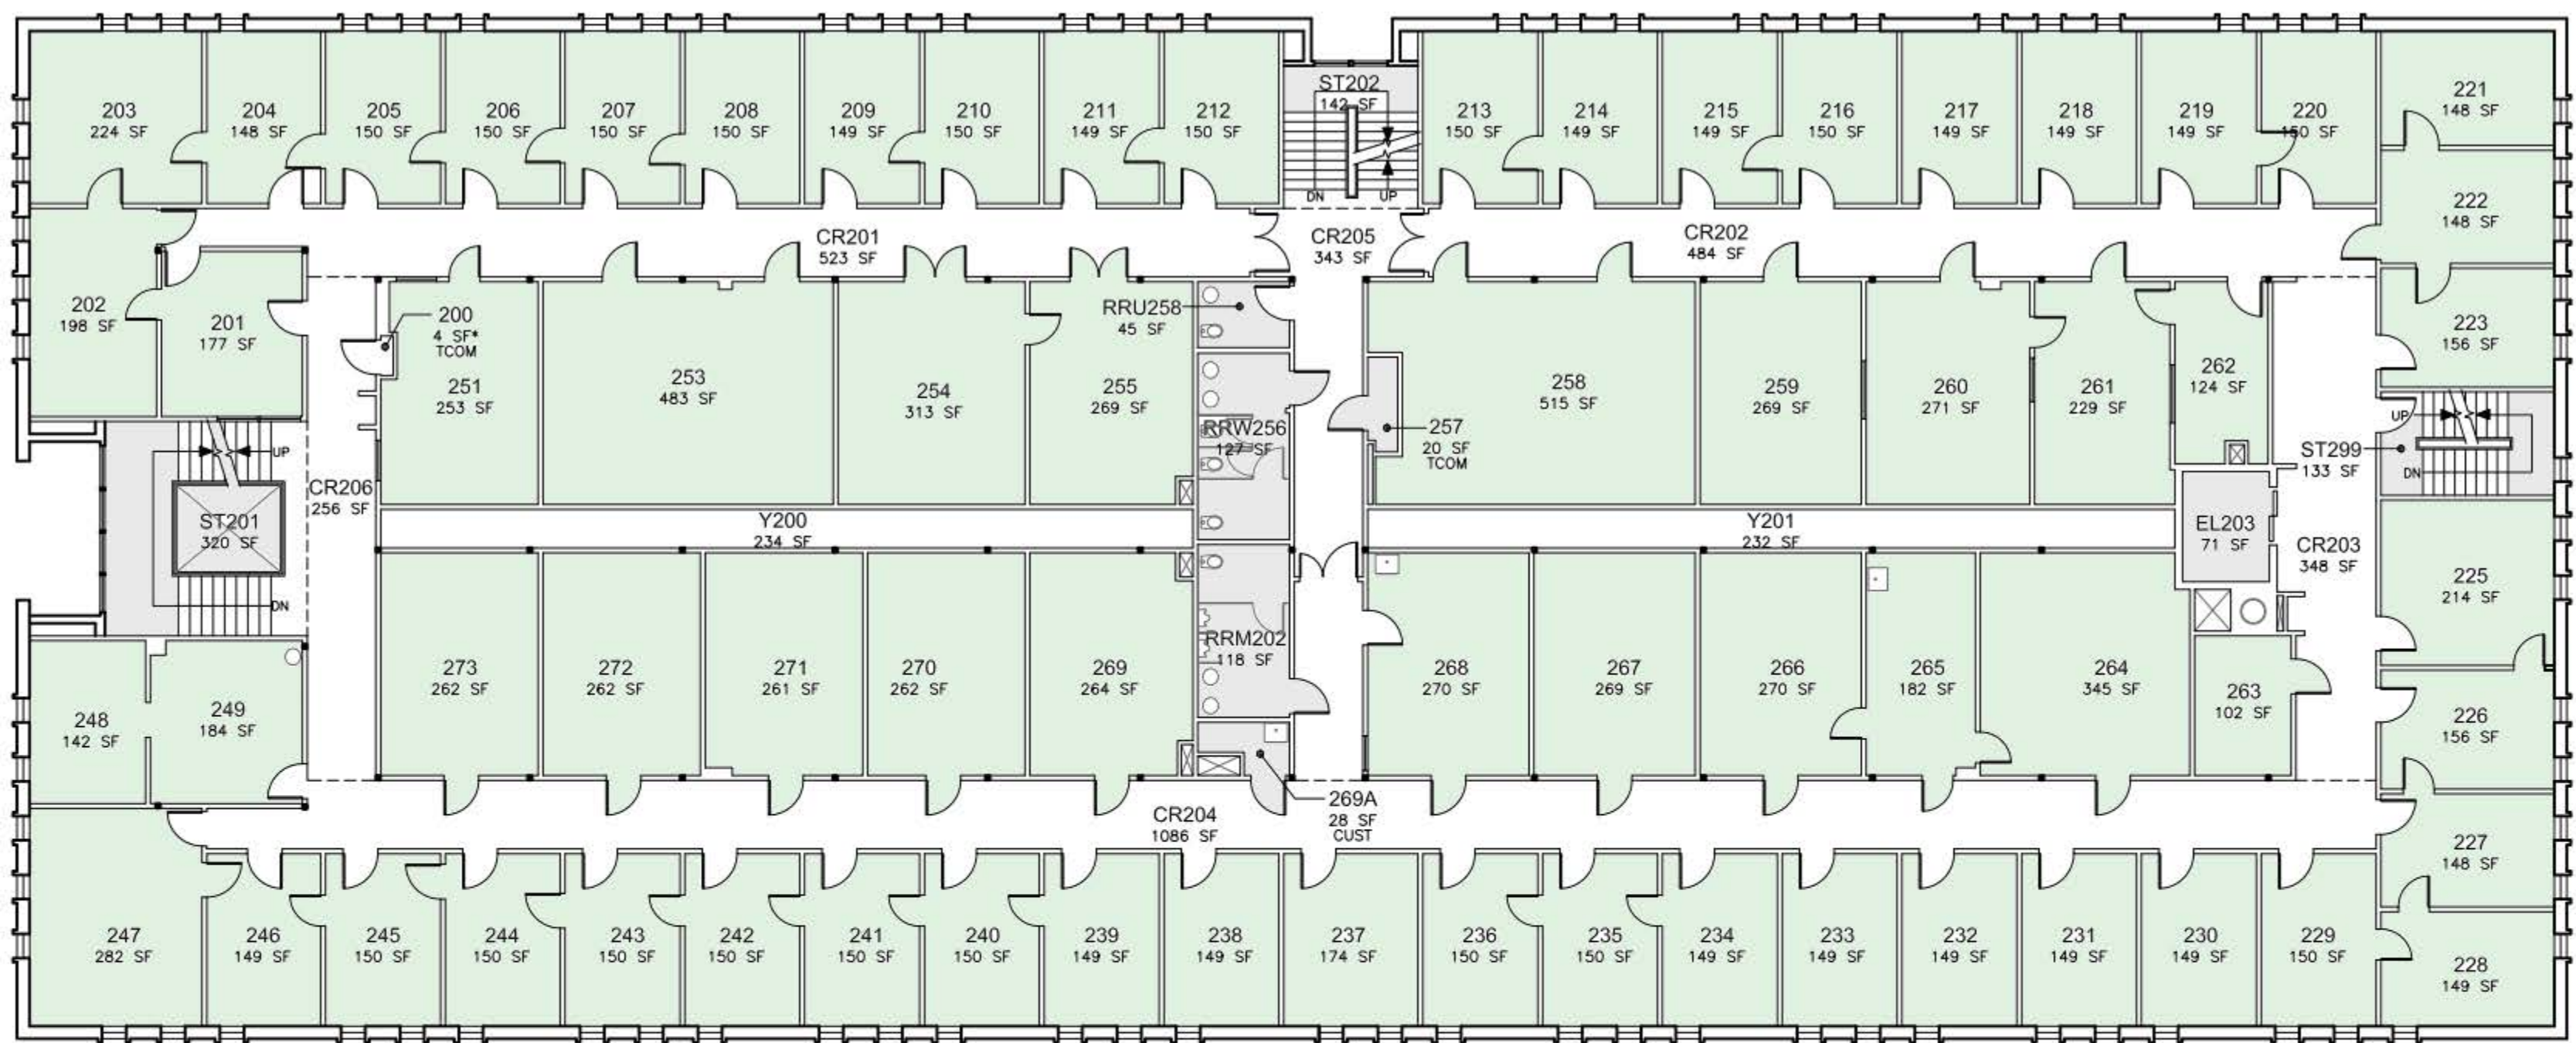 203
224 SF
204
148 SF
205
150 SF
206
150 SF
207
150 SF
208
150 SF
209
149 SF
210
150 SF
211
149 SF
212
150 SF
ST202
142 SF
DN
UP
213
150 SF
214
149 SF
215
149 SF
216
150 SF
217
149 SF
218
149 SF
219
149 SF
220
150 SF
221
148 SF
222
148 SF
CR201
523 SF
CR205
343 SF
CR202
484 SF
202
198 SF
201
177 SF
200
4 SF*
TCOM
251
253 SF
253
483 SF
254
313 SF
255
269 SF
RRU258
45 SF
RRW256
127 SF
257
20 SF
TCOM
258
515 SF
259
269 SF
260
271 SF
261
229 SF
262
124 SF
223
156 SF
UP
ST299
133 SF
DN
UP
CR206
256 SF
ST201
320 SF
DN
Y200
234 SF
Y201
232 SF
EL203
71 SF
CR203
348 SF
225
214 SF
248
142 SF
249
184 SF
273
262 SF
272
262 SF
271
261 SF
270
262 SF
269
264 SF
RRM202
118 SF
268
270 SF
267
269 SF
266
270 SF
265
182 SF
264
345 SF
263
102 SF
226
156 SF
CR204
1086 SF
269A
28 SF
CUST
227
148 SF
247
282 SF
246
149 SF
245
150 SF
244
150 SF
243
150 SF
242
150 SF
241
150 SF
240
150 SF
239
149 SF
238
149 SF
237
174 SF
236
150 SF
235
150 SF
234
149 SF
233
149 SF
232
149 SF
231
149 SF
230
149 SF
229
150 SF
228
149 SF